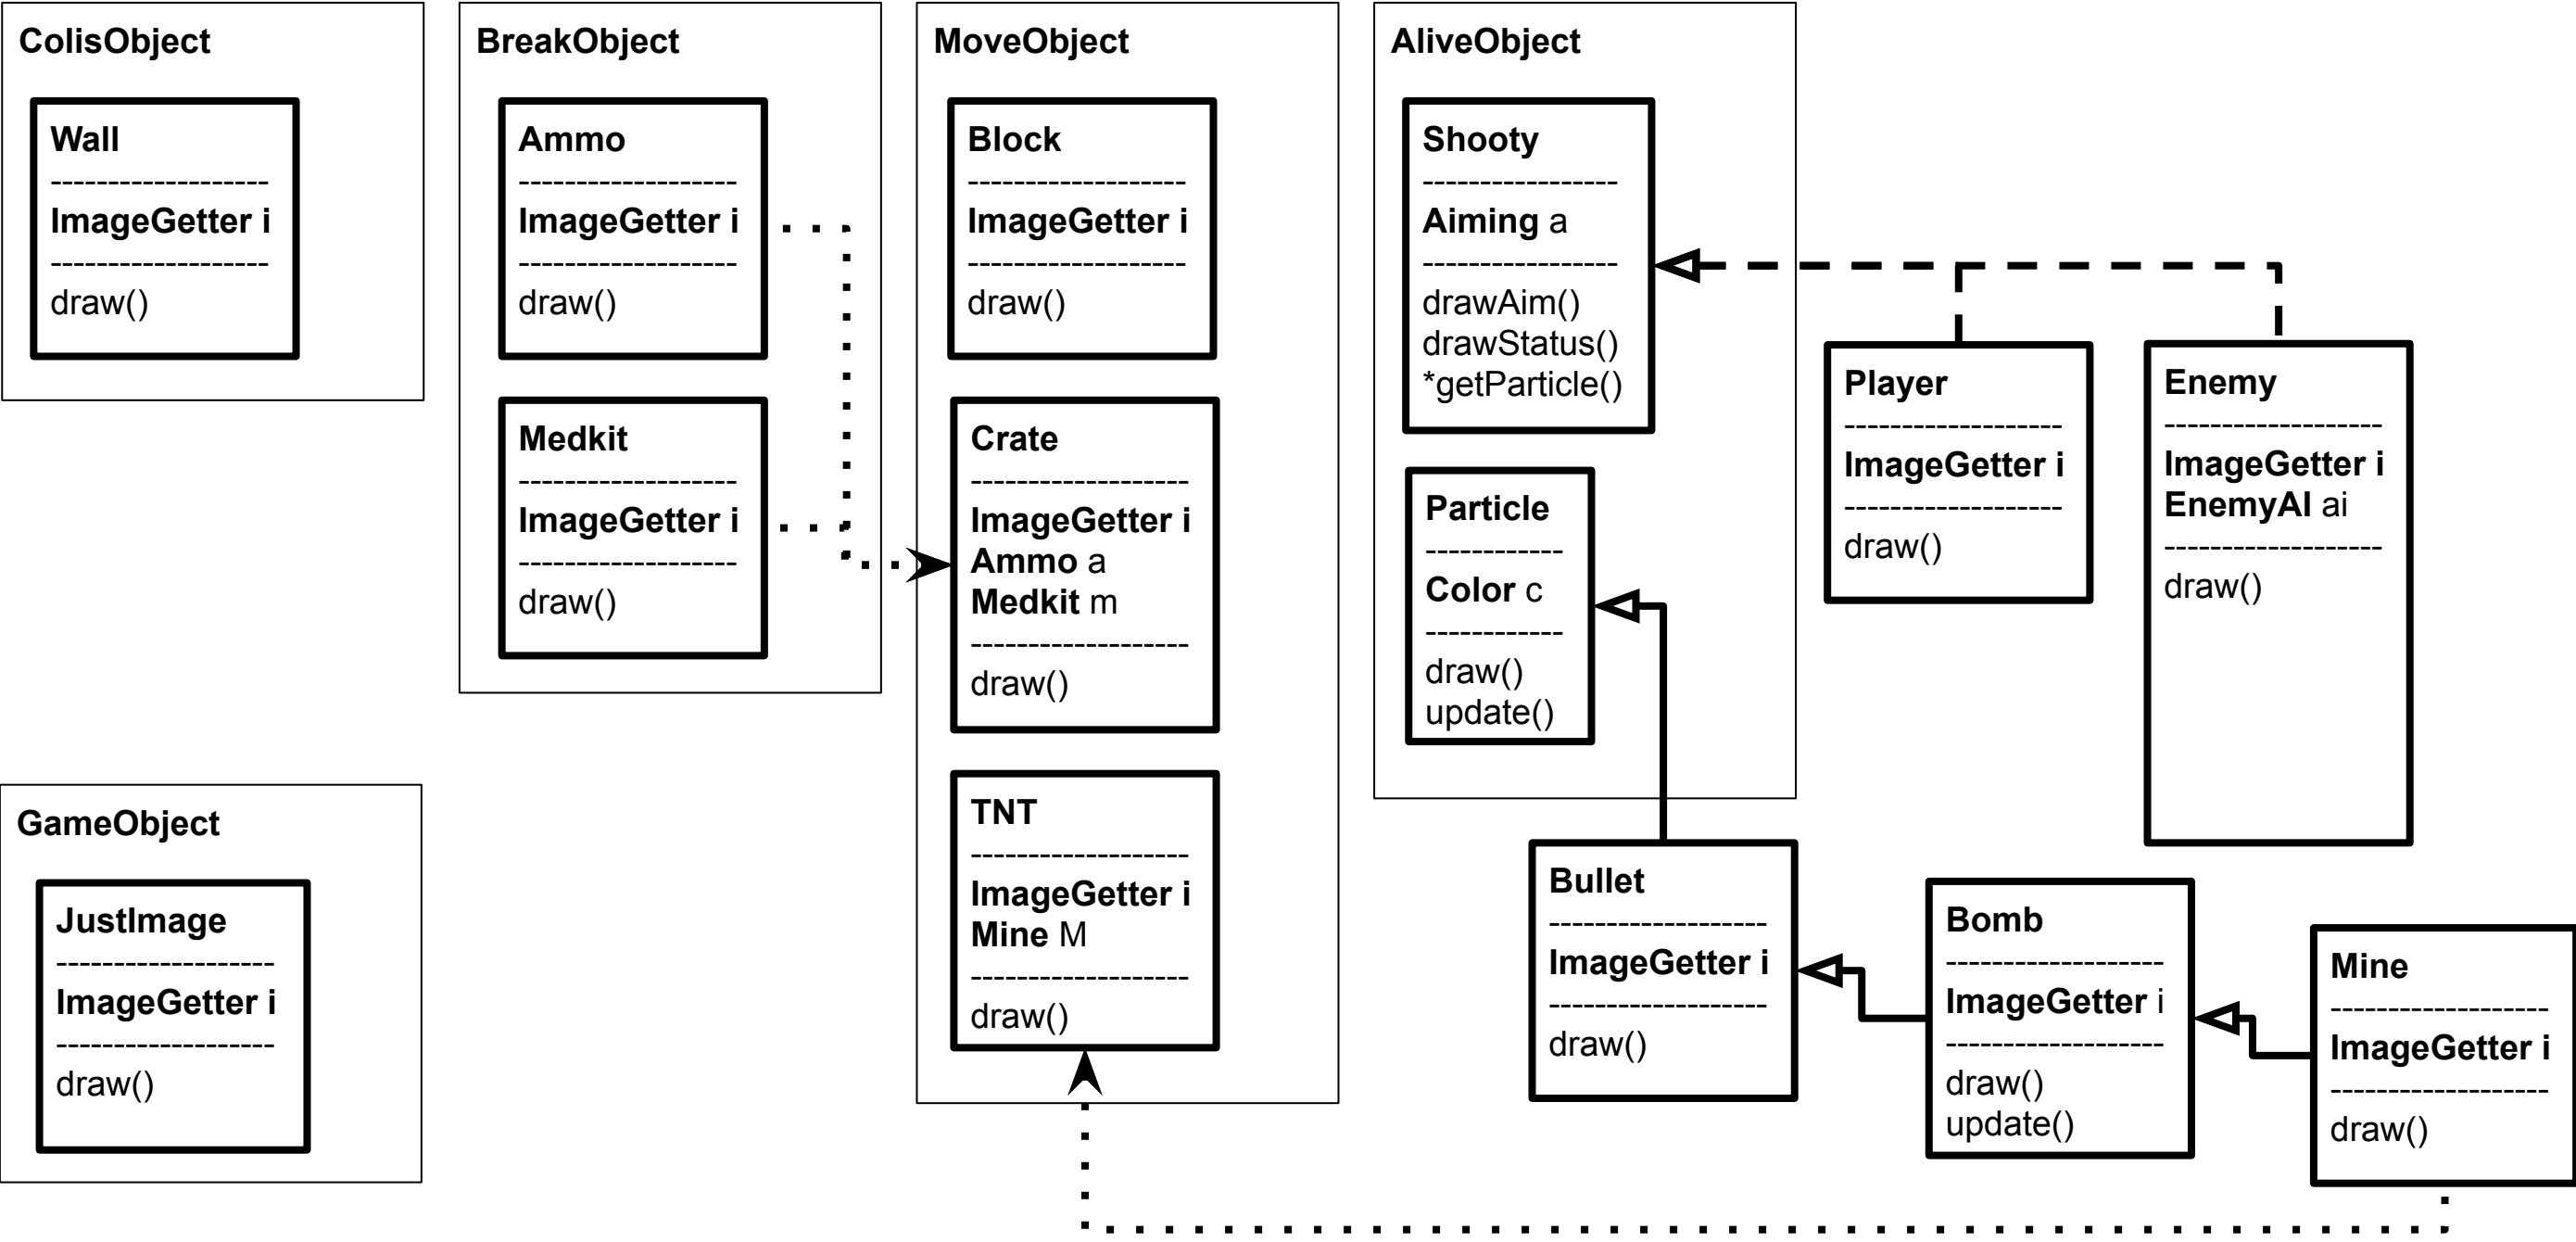 ColisObject
Wall
-------------------
ImageGetter i
-------------------
draw()
BreakObject
Ammo
-------------------
ImageGetter i
-------------------
draw()
Medkit
-------------------
ImageGetter i
-------------------
draw()
MoveObject
Block
-------------------
ImageGetter i
-------------------
draw()
Crate
-------------------
ImageGetter i
Ammo a
Medkit m
-------------------
draw()
TNT
-------------------
ImageGetter i
Mine M
-------------------
draw()
AliveObject
Shooty
-----------------
Aiming a
-----------------
drawAim()
drawStatus()
*getParticle()
Particle
------------
Color c
------------
draw()
update()
Player
-------------------
ImageGetter i
-------------------
draw()
Enemy
-------------------
ImageGetter i
EnemyAI ai
-------------------
draw()
GameObject
JustImage
-------------------
ImageGetter i
-------------------
draw()
Bullet
-------------------
ImageGetter i
-------------------
draw()
Bomb
-------------------
ImageGetter i
-------------------
draw()
update()
Mine
-------------------
ImageGetter i
-------------------
draw()